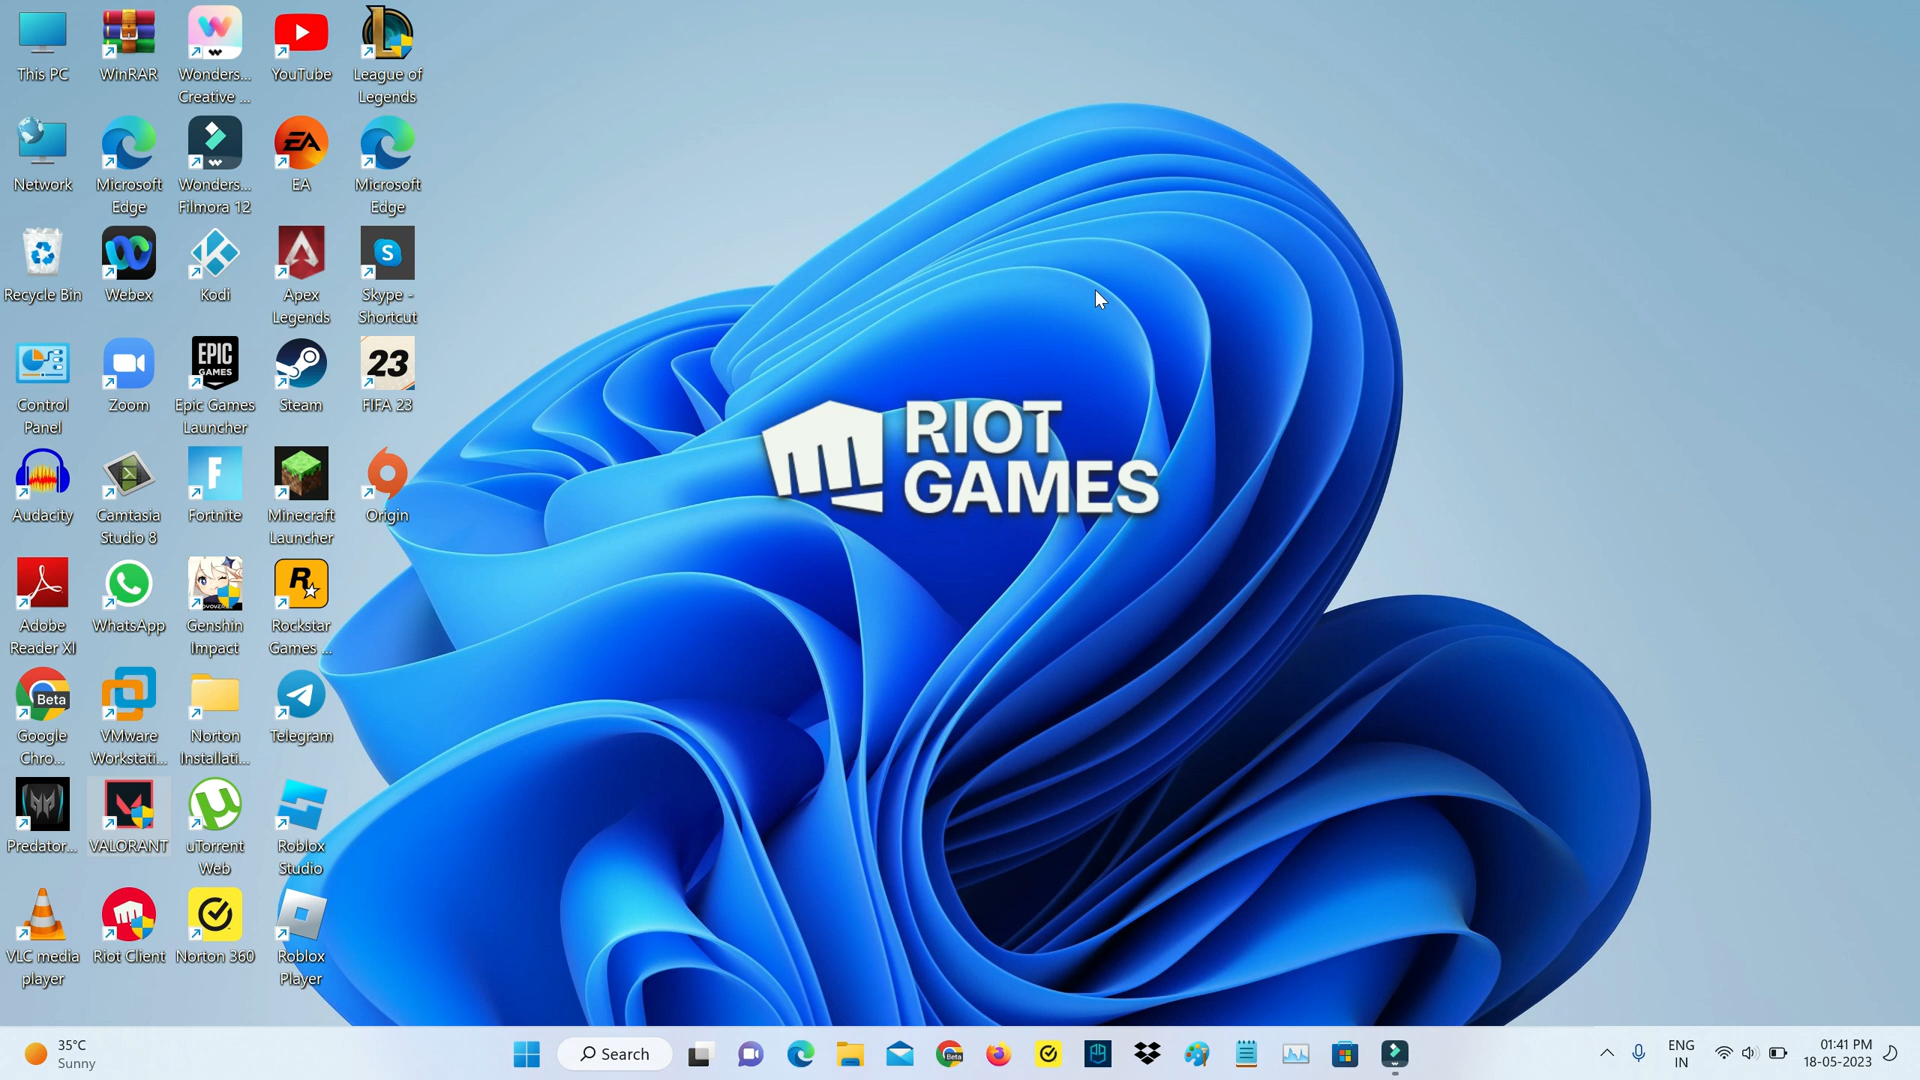 This PC
WinRAR
Wonders...
Creative ...
YouTube
League of
Legends
Network
Microsoft
Edge
Wonders...
Filmora 12
EA
EA
Microsoft
Edge
Recycle Bin
Webex
Kodi
Apex
Legends
S
Skype -
Shortcut
Control
Panel
Zoom
EPIC
GAMES
Epic Games
Launcher
Steam
23
FIFA 23
RIOT
GAMES
Audacity
Camtasia
Studio 8
F
Fortnite
Minecraft
Launcher
Origin
Adobe
Reader XI
WhatsApp
Genshin
Impact
R
Rockstar
Games ...
Beta
Google
Chro...
VMware
Workstati...
Norton
Installati...
Telegram
Predator...
VALORANT
uTorrent
Web
Roblox
Studio
VLC media
player
Riot Client
Norton 360
Roblox
Player
35°C
Sunny
Search
Beta
ENG
IN
01:41 PM
18-05-2023